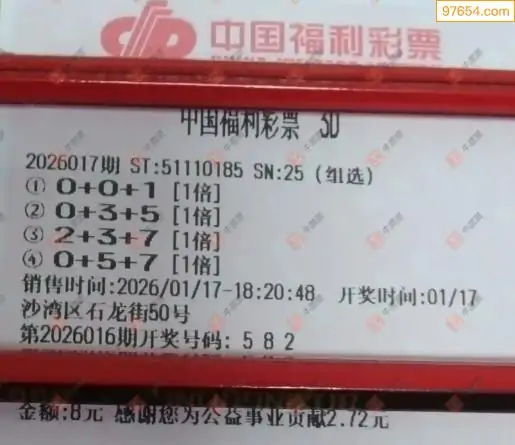 97654.com
中国福利彩票
中国福利彩票 3D
2026017期 ST:51110185 SN:25 (组选)
① 0+0+1 [1倍]
② 0+3+5 [1倍]
③ 2+3+7 [1倍]
④ 0+5+7 [1倍]
销售时间:2026/01/17-18:20:48 开奖时间:01/17
沙湾区石龙街50号
第2026016期开奖号码: 5 8 2
金额:8元 感谢您为公益事业贡献2.72元